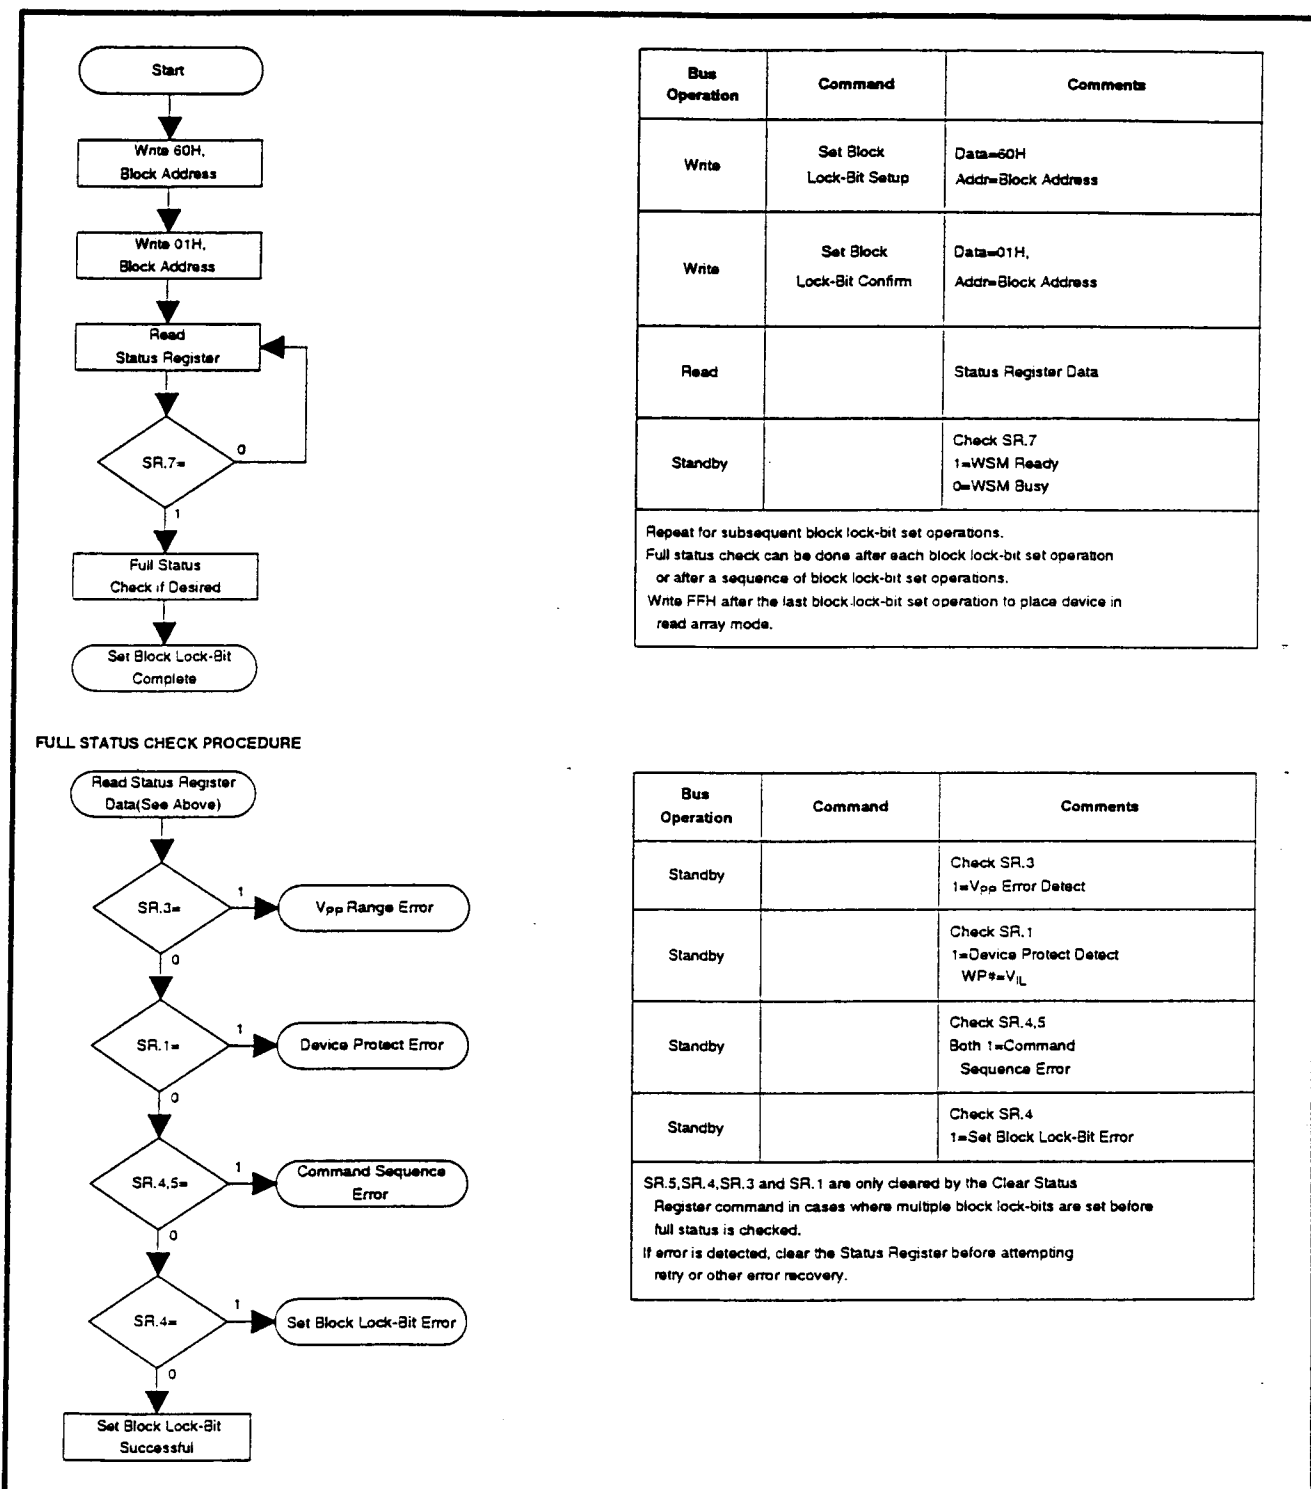 Start
Write 60H,
Block Address
Write 01H,
Block Address
Read
Status Register
SR.7=
0
1
Full Status
Check if Desired
Set Block Lock-Bit
Complete
Bus
Operation
Command
Comments
Write
Set Block
Lock-Bit Setup
Data=60H
Addr=Block Address
Write
Set Block
Lock-Bit Confirm
Data=01H,
Addr=Block Address
Read
Status Register Data
Standby
Check SR.7
1=WSM Ready
0=WSM Busy
Repeat for subsequent block lock-bit set operations.
Full status check can be done after each block lock-bit set operation
or after a sequence of block lock-bit set operations.
Write FFH after the last block lock-bit set operation to place device in
read array mode.
FULL STATUS CHECK PROCEDURE
Read Status Register
Data(See Above)
SR.3=
1
VPP Range Error
0
SR.1=
1
Device Protect Error
0
SR.4,5=
1
Command Sequence
Error
0
SR.4=
1
Set Block Lock-Bit Error
0
Set Block Lock-Bit
Successful
Bus
Operation
Command
Comments
Standby
Check SR.3
1=VPP Error Detect
Standby
Check SR.1
1=Device Protect Detect
WP#=VIL
Standby
Check SR.4,5
Both 1=Command
Sequence Error
Standby
Check SR.4
1=Set Block Lock-Bit Error
SR.5,SR.4,SR.3 and SR.1 are only cleared by the Clear Status
Register command in cases where multiple block lock-bits are set before
full status is checked.
If error is detected, clear the Status Register before attempting
retry or other error recovery.